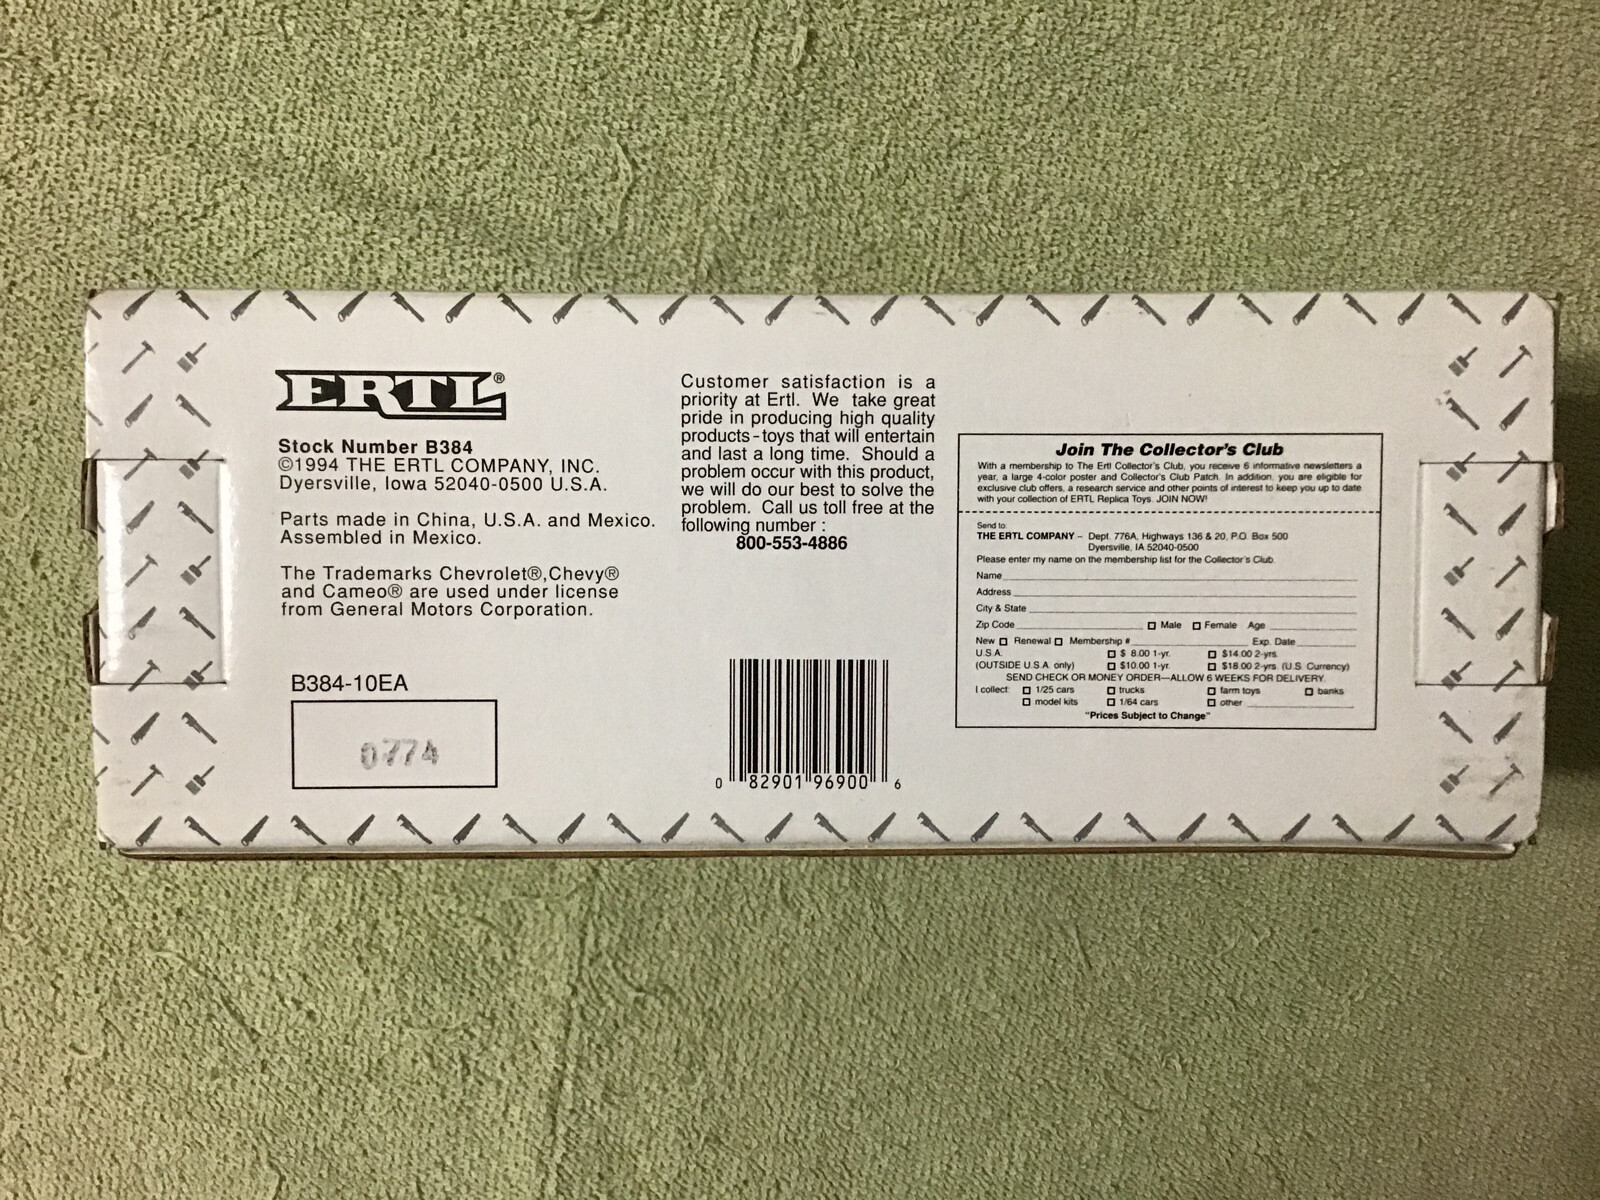 ERTL®
Stock Number B384
©1994 THE ERTL COMPANY, INC.
Dyersville, Iowa 52040-0500 U.S.A.
Parts made in China, U.S.A. and Mexico.
Assembled in Mexico.
The Trademarks Chevrolet®,Chevy®
and Cameo® are used under license
from General Motors Corporation.
B384-10EA
0774
Customer satisfaction is a
priority at Ertl. We take great
pride in producing high quality
products-toys that will entertain
and last a long time. Should a
problem occur with this product,
we will do our best to solve the
problem. Call us toll free at the
following number :
800-553-4886
0 82901 96900 6
Join The Collector's Club
With a membership to The Ertl Collector's Club, you receive 6 informative newsletters a
year, a large 4-color poster and Collector's Club Patch. In addition, you are eligible for
exclusive club offers, a research service and other points of interest to keep you up to date
with your collection of ERTL Replica Toys. JOIN NOW!
Send to:
THE ERTL COMPANY – Dept. 776A, Highways 136 & 20, P.O. Box 500
Dyersville, IA 52040-0500
Please enter my name on the membership list for the Collector's Club.
Name
Address
City & State
Zip Code Male Female Age
New Renewal Membership # Exp. Date
U.S.A. $ 8.00 1-yr. $14.00 2-yrs.
(OUTSIDE U.S.A. only) $10.00 1-yr. $18.00 2-yrs. (U.S. Currency)
SEND CHECK OR MONEY ORDER—ALLOW 6 WEEKS FOR DELIVERY.
I collect: 1/25 cars trucks farm toys banks
model kits 1/64 cars other
"Prices Subject to Change"